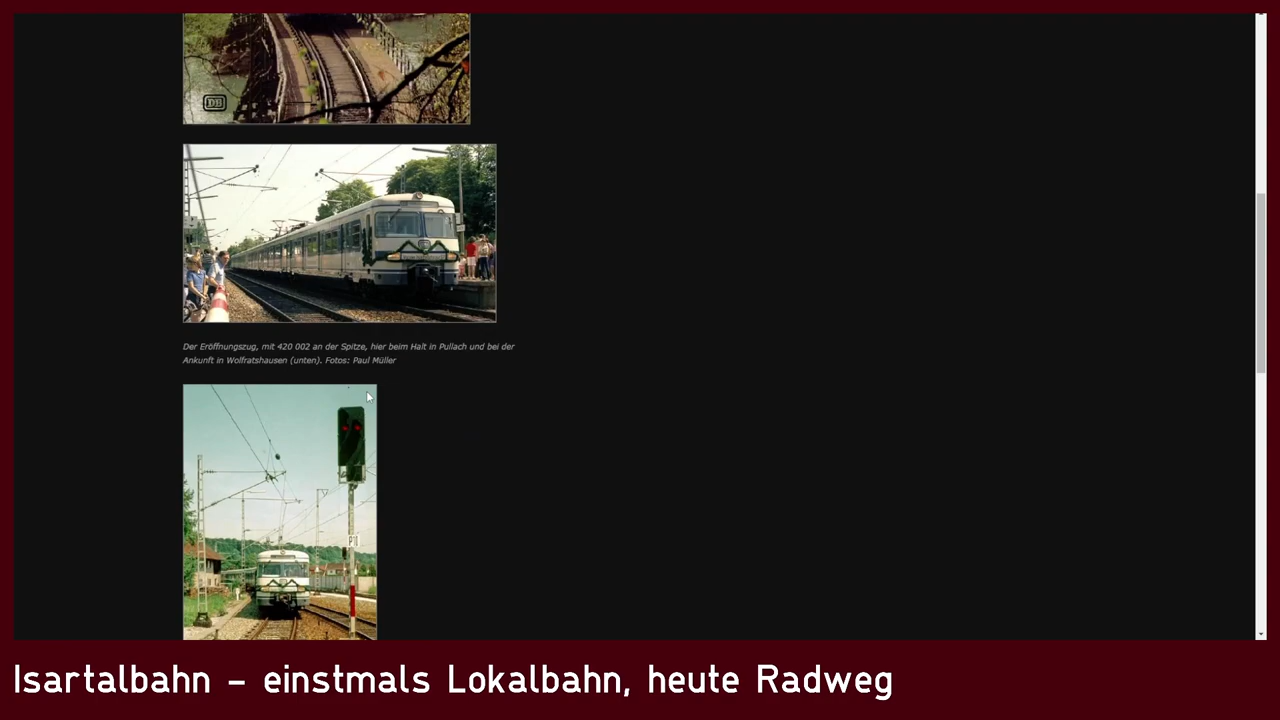 DB
Der Eröffnungszug, mit 420 002 an der Spitze, hier beim Halt in Pullach und bei der
Ankunft in Wolfratshausen (unten). Fotos: Paul Müller
Isartalbahn – einstmals Lokalbahn, heute Radweg